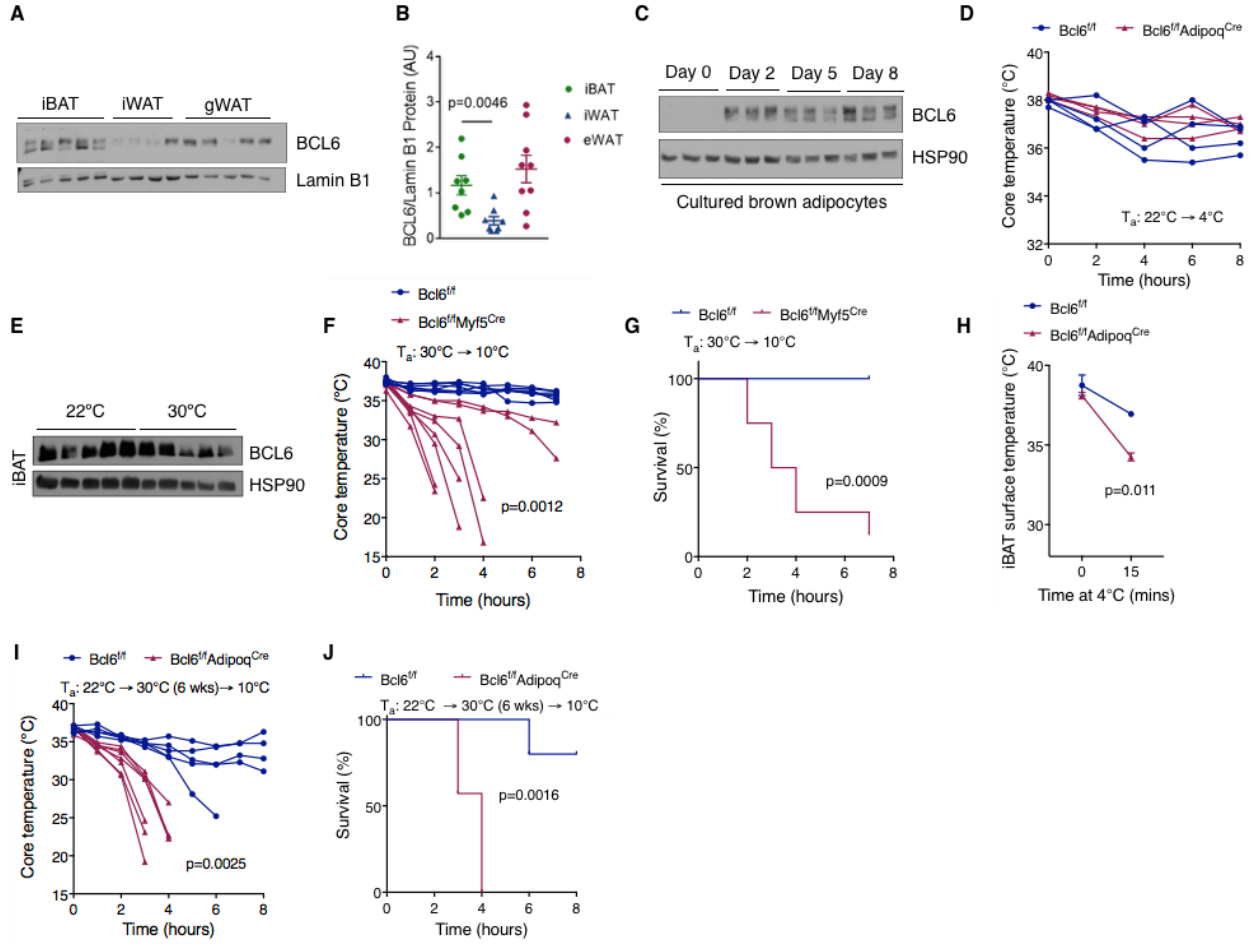 A
iBAT iWAT gWAT
BCL6
Lamin B1
B
BCL6/Lamin B1 Protein (AU)
4
3
2
1
0
p=0.0046
iBAT
iWAT
eWAT
C
Day 0 Day 2 Day 5 Day 8
BCL6
HSP90
Cultured brown adipocytes
D
Bcl6f/f Bcl6f/fAdipoqCre
Core temperature (°C)
40
38
36
34
32
Ta: 22°C → 4°C
0 2 4 6 8
Time (hours)
E
22°C 30°C
iBAT
BCL6
HSP90
F
Bcl6f/f
Bcl6f/fMyf5Cre
Ta: 30°C → 10°C
Core temperature (°C)
40
35
30
25
20
15
p=0.0012
0 2 4 6 8
Time (hours)
G
Bcl6f/f Bcl6f/fMyf5Cre
Ta: 30°C → 10°C
Survival (%)
100
50
0
p=0.0009
0 2 4 6 8
Time (hours)
H
Bcl6f/f
Bcl6f/fAdipoqCre
iBAT surface temperature (°C)
40
35
30
p=0.011
0 15
Time at 4°C (mins)
I
Bcl6f/f Bcl6f/fAdipoqCre
Ta: 22°C → 30°C (6 wks) → 10°C
Core temperature (°C)
40
35
30
25
20
15
p=0.0025
0 2 4 6 8
Time (hours)
J
Bcl6f/f Bcl6f/fAdipoqCre
Ta: 22°C → 30°C (6 wks) → 10°C
Survival (%)
100
50
0
p=0.0016
0 2 4 6 8
Time (hours)